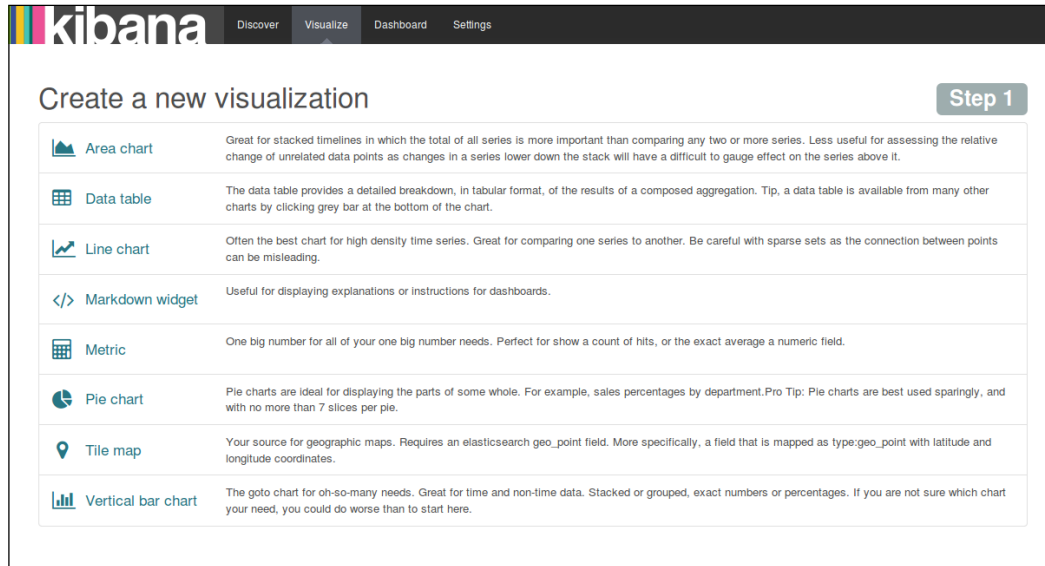 kibana Discover Visualize Dashboard Settings
Create a new visualization Step 1
Area chart
Great for stacked timelines in which the total of all series is more important than comparing any two or more series. Less useful for assessing the relative
change of unrelated data points as changes in a series lower down the stack will have a difficult to gauge effect on the series above it.
Data table
The data table provides a detailed breakdown, in tabular format, of the results of a composed aggregation. Tip, a data table is available from many other
charts by clicking grey bar at the bottom of the chart.
Line chart
Often the best chart for high density time series. Great for comparing one series to another. Be careful with sparse sets as the connection between points
can be misleading.
Markdown widget
Useful for displaying explanations or instructions for dashboards.
Metric
One big number for all of your one big number needs. Perfect for show a count of hits, or the exact average a numeric field.
Pie chart
Pie charts are ideal for displaying the parts of some whole. For example, sales percentages by department.Pro Tip: Pie charts are best used sparingly, and
with no more than 7 slices per pie.
Tile map
Your source for geographic maps. Requires an elasticsearch geo_point field. More specifically, a field that is mapped as type:geo_point with latitude and
longitude coordinates.
Vertical bar chart
The goto chart for oh-so-many needs. Great for time and non-time data. Stacked or grouped, exact numbers or percentages. If you are not sure which chart
your need, you could do worse than to start here.